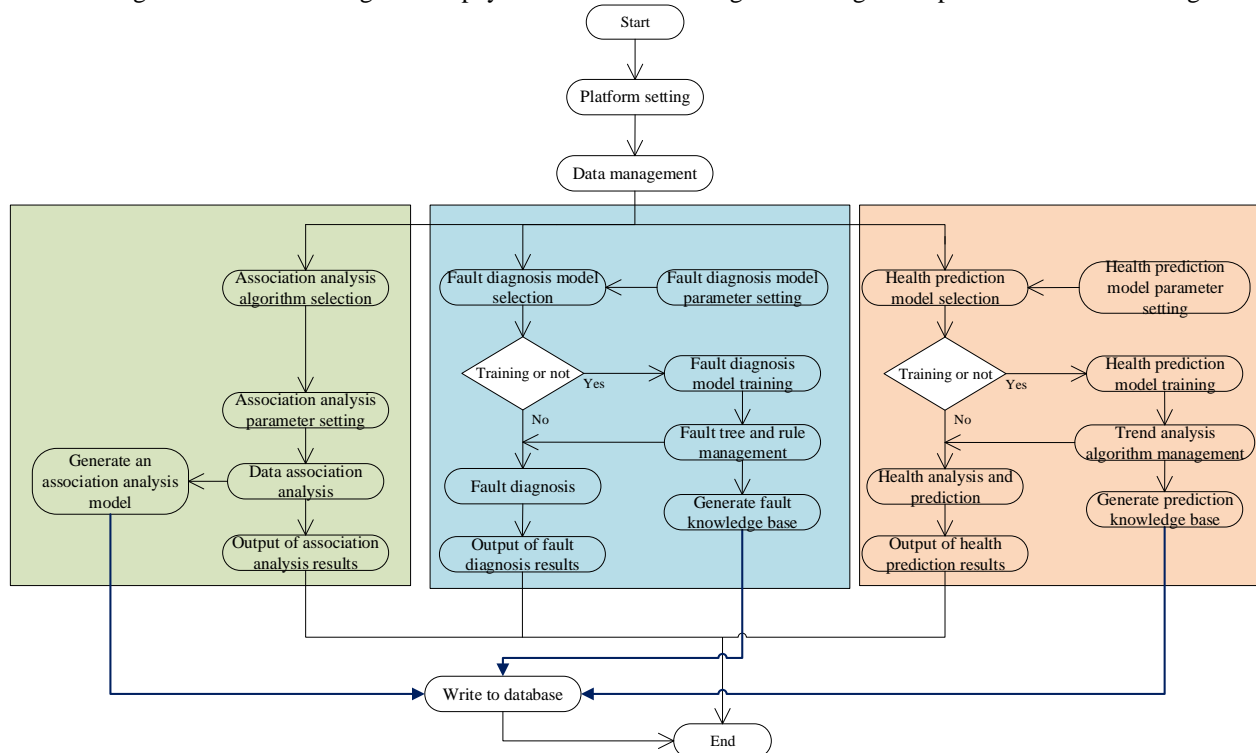 Start
Platform setting
Data management
Association analysis
algorithm selection
Association analysis
parameter setting
Data association
analysis
Generate an
association analysis
model
Output of association
analysis results
Fault diagnosis model
selection
Fault diagnosis model
parameter setting
Training or not
Yes
No
Fault diagnosis
model training
Fault tree and rule
management
Fault diagnosis
Generate fault
knowledge base
Output of fault
diagnosis results
Health prediction
model selection
Health prediction
model parameter
setting
Training or not
Yes
No
Health prediction
model training
Trend analysis
algorithm management
Health analysis and
prediction
Generate prediction
knowledge base
Output of health
prediction results
Write to database
End